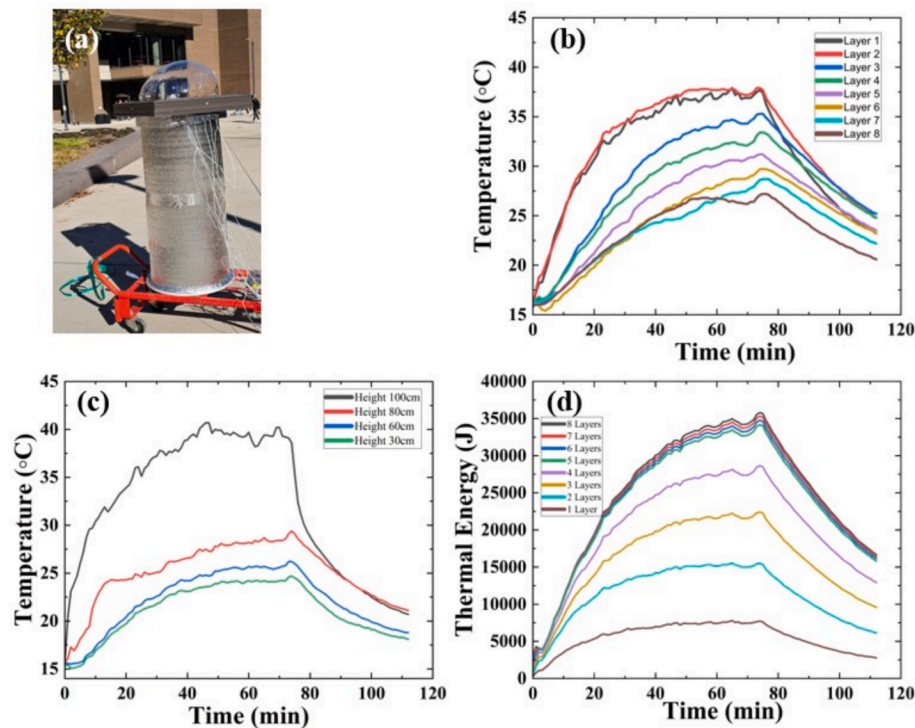 (a)
(b)
Temperature (°C)
45
40
35
30
25
20
15
0
20
40
60
80
100
120
Time (min)
Layer 1
Layer 2
Layer 3
Layer 4
Layer 5
Layer 6
Layer 7
Layer 8
(c)
Temperature (°C)
45
40
35
30
25
20
15
0
20
40
60
80
100
120
Time (min)
Height 100cm
Height 80cm
Height 60cm
Height 30cm
(d)
Thermal Energy (J)
40000
35000
30000
25000
20000
15000
10000
5000
0
0
20
40
60
80
100
120
Time (min)
8 Layers
7 Layers
6 Layers
5 Layers
4 Layers
3 Layers
2 Layers
1 Layer